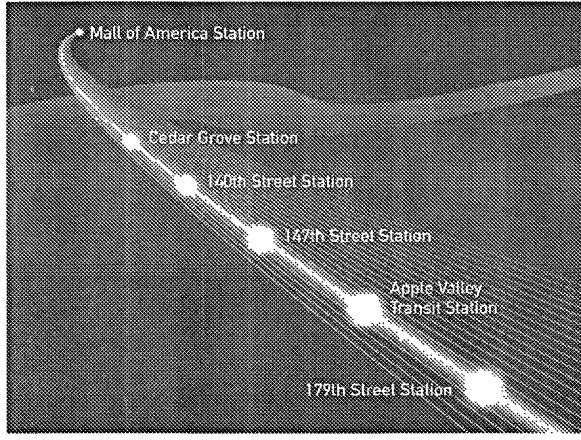 Mall of America Station
Cedar Grove Station
140th Street Station
147th Street Station
Apple Valley
Transit Station
179th Street Station